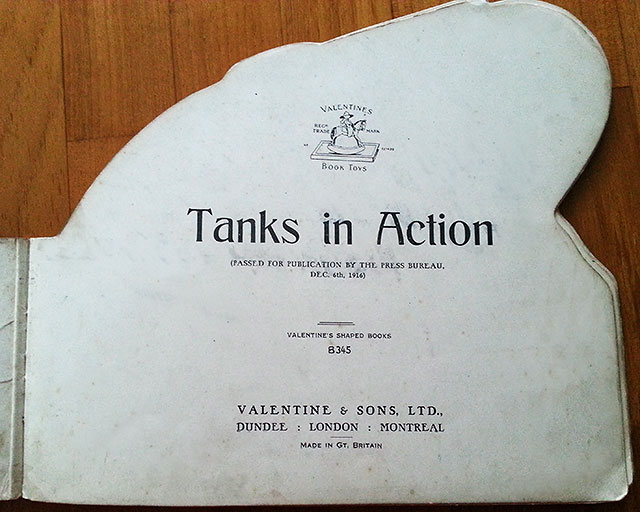 VALENTINE'S
REGD
TRADE MARK
BOOK TOYS
Tanks in Action
(PASSED FOR PUBLICATION BY THE PRESS BUREAU,
DEC. 6th, 1916)
VALENTINE'S SHAPED BOOKS
B345
VALENTINE & SONS, LTD.,
DUNDEE : LONDON : MONTREAL
MADE IN GT. BRITAIN